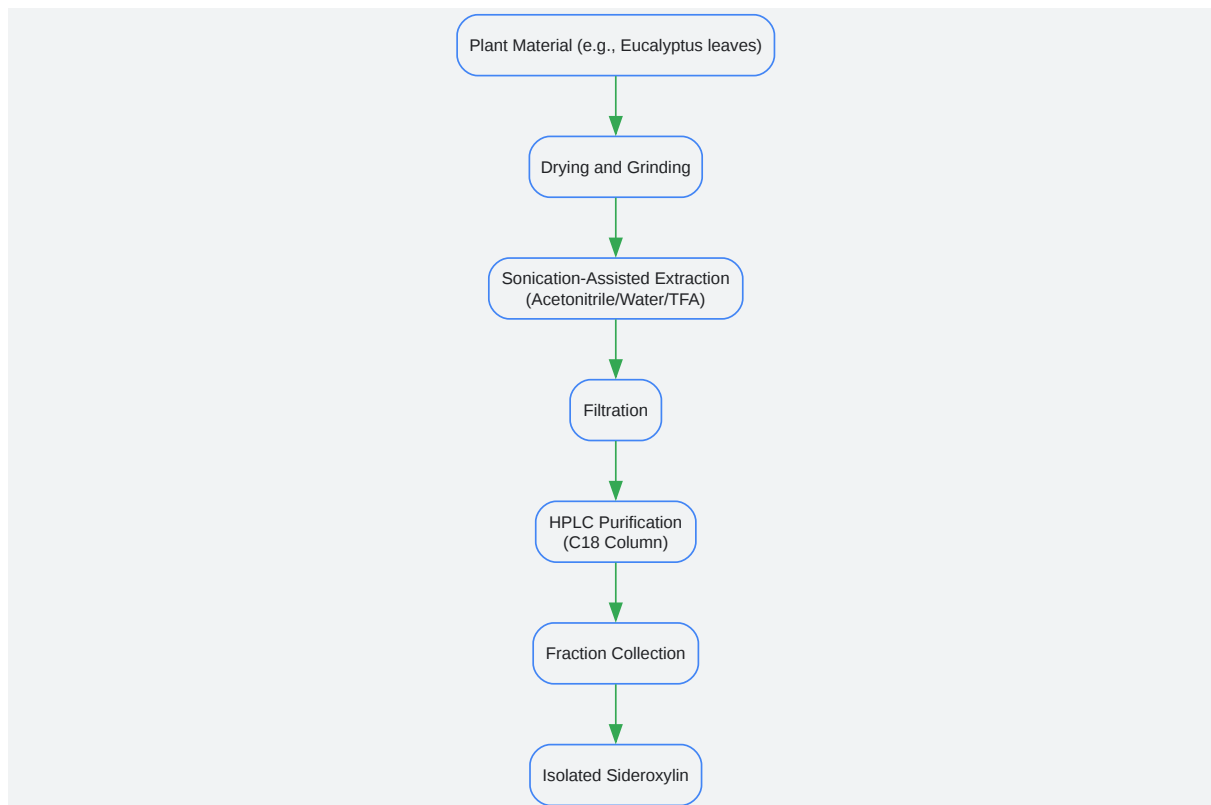 Plant Material (e.g., Eucalyptus leaves)
Drying and Grinding
Sonication-Assisted Extraction
(Acetonitrile/Water/TFA)
Filtration
HPLC Purification
(C18 Column)
Fraction Collection
Isolated Sideroxylin